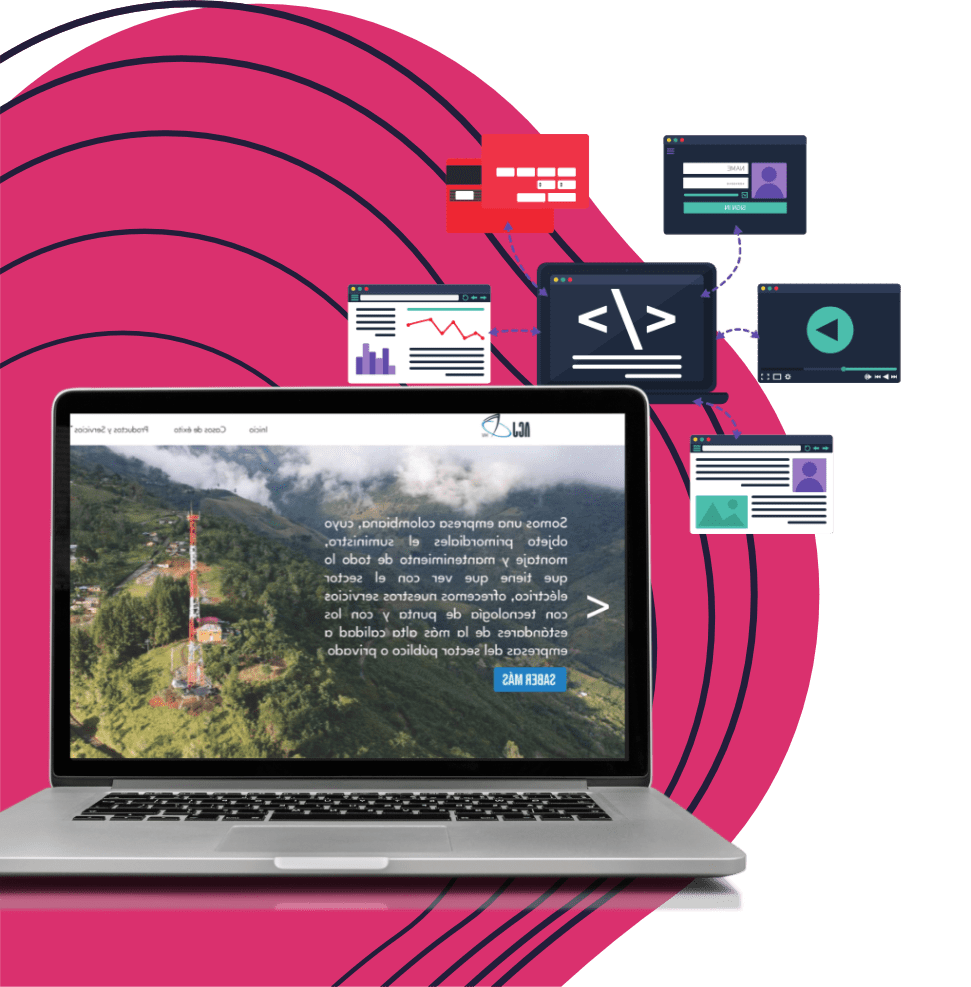 NAME
SIGN IN
</>
Inicio
Casos de éxito
Productos y Servicios
Somos una empresa colombiana, cuyo
objeto primordiales el suministro,
montaje y mantenimiento de todo lo
que tiene que ver con el sector
eléctrico, ofrecemos nuestros servicios
con tecnología de punta y con los
estándares de la más alta calidad a
empresas del sector público o privado
SABER MÁS